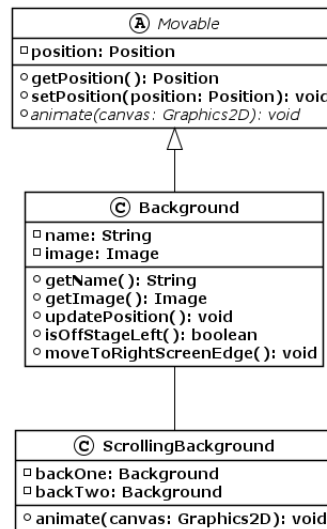 A Movable
position: Position
getPosition(): Position
setPosition(position: Position): void
animate(canvas: Graphics2D): void
C Background
name: String
image: Image
getName(): String
getImage(): Image
updatePosition(): void
isOffStageLeft(): boolean
moveToRightScreenEdge(): void
C ScrollingBackground
backOne: Background
backTwo: Background
animate(canvas: Graphics2D): void